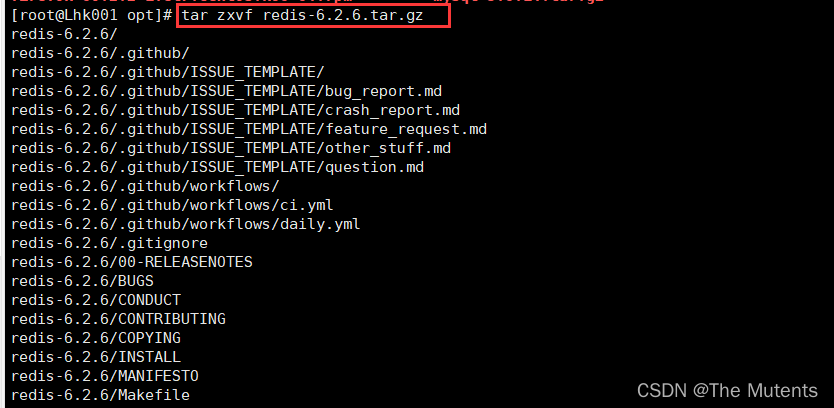 [root@Lhk001 opt]# tar zxvf redis-6.2.6.tar.gz
redis-6.2.6/
redis-6.2.6/.github/
redis-6.2.6/.github/ISSUE_TEMPLATE/
redis-6.2.6/.github/ISSUE_TEMPLATE/bug_report.md
redis-6.2.6/.github/ISSUE_TEMPLATE/crash_report.md
redis-6.2.6/.github/ISSUE_TEMPLATE/feature_request.md
redis-6.2.6/.github/ISSUE_TEMPLATE/other_stuff.md
redis-6.2.6/.github/ISSUE_TEMPLATE/question.md
redis-6.2.6/.github/workflows/
redis-6.2.6/.github/workflows/ci.yml
redis-6.2.6/.github/workflows/daily.yml
redis-6.2.6/.gitignore
redis-6.2.6/00-RELEASENOTES
redis-6.2.6/BUGS
redis-6.2.6/CONDUCT
redis-6.2.6/CONTRIBUTING
redis-6.2.6/COPYING
redis-6.2.6/INSTALL
redis-6.2.6/MANIFESTO
redis-6.2.6/Makefile
CSDN @The Mutents